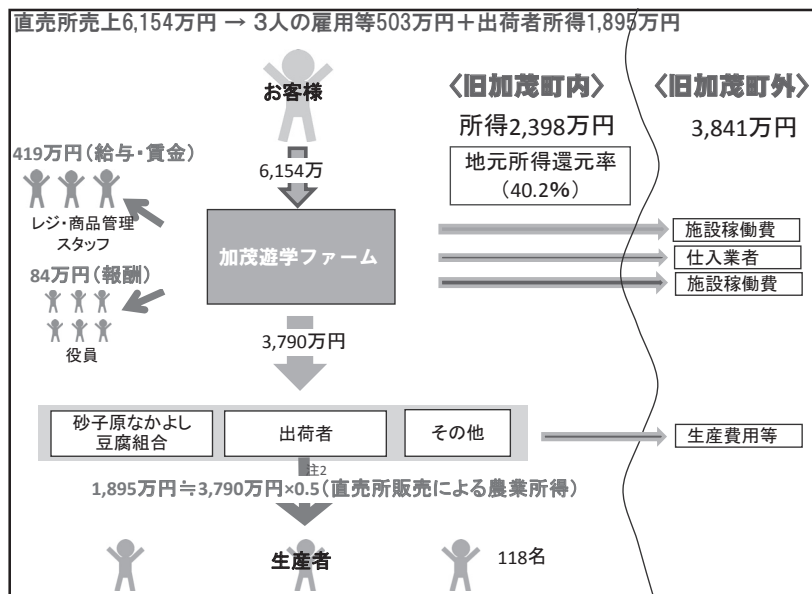 直売所売上6,154万円 → 3人の雇用等503万円＋出荷者所得1,895万円
お客様
〈旧加茂町内〉
〈旧加茂町外〉
所得2,398万円
3,841万円
地元所得還元率
(40.2%)
419万円(給与・賃金)
6,154万
レジ・商品管理
スタッフ
加茂遊学ファーム
施設稼働費
仕入業者
施設稼働費
84万円(報酬)
役員
3,790万円
砂子原なかよし
豆腐組合
出荷者
その他
生産費用等
注2
1,895万円≒3,790万円×0.5(直売所販売による農業所得)
生産者
118名